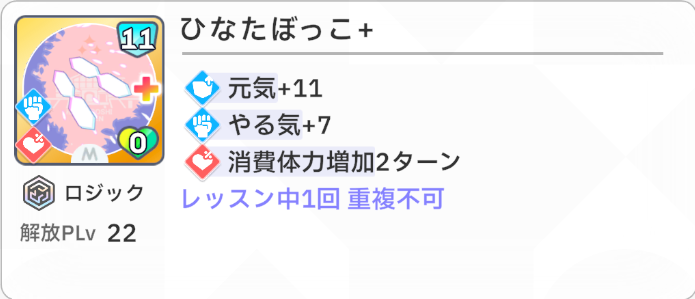 ひなたぼっこ+
11
0
M
元気+11
やる気+7
消費体力増加2ターン
レッスン中1回 重複不可
ロジック
解放PLv 22